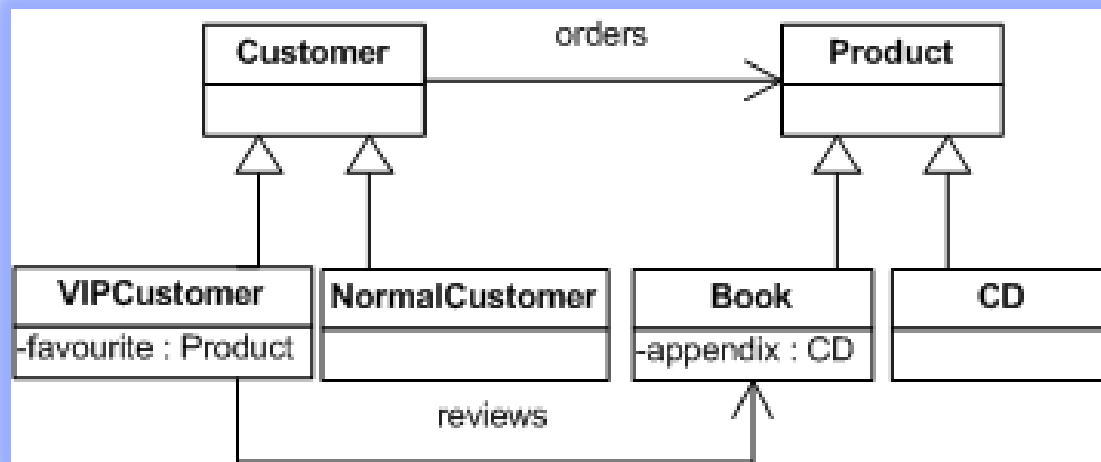 Customer
orders
Product
VIPCustomer
-favourite : Product
NormalCustomer
Book
-appendix : CD
CD
reviews